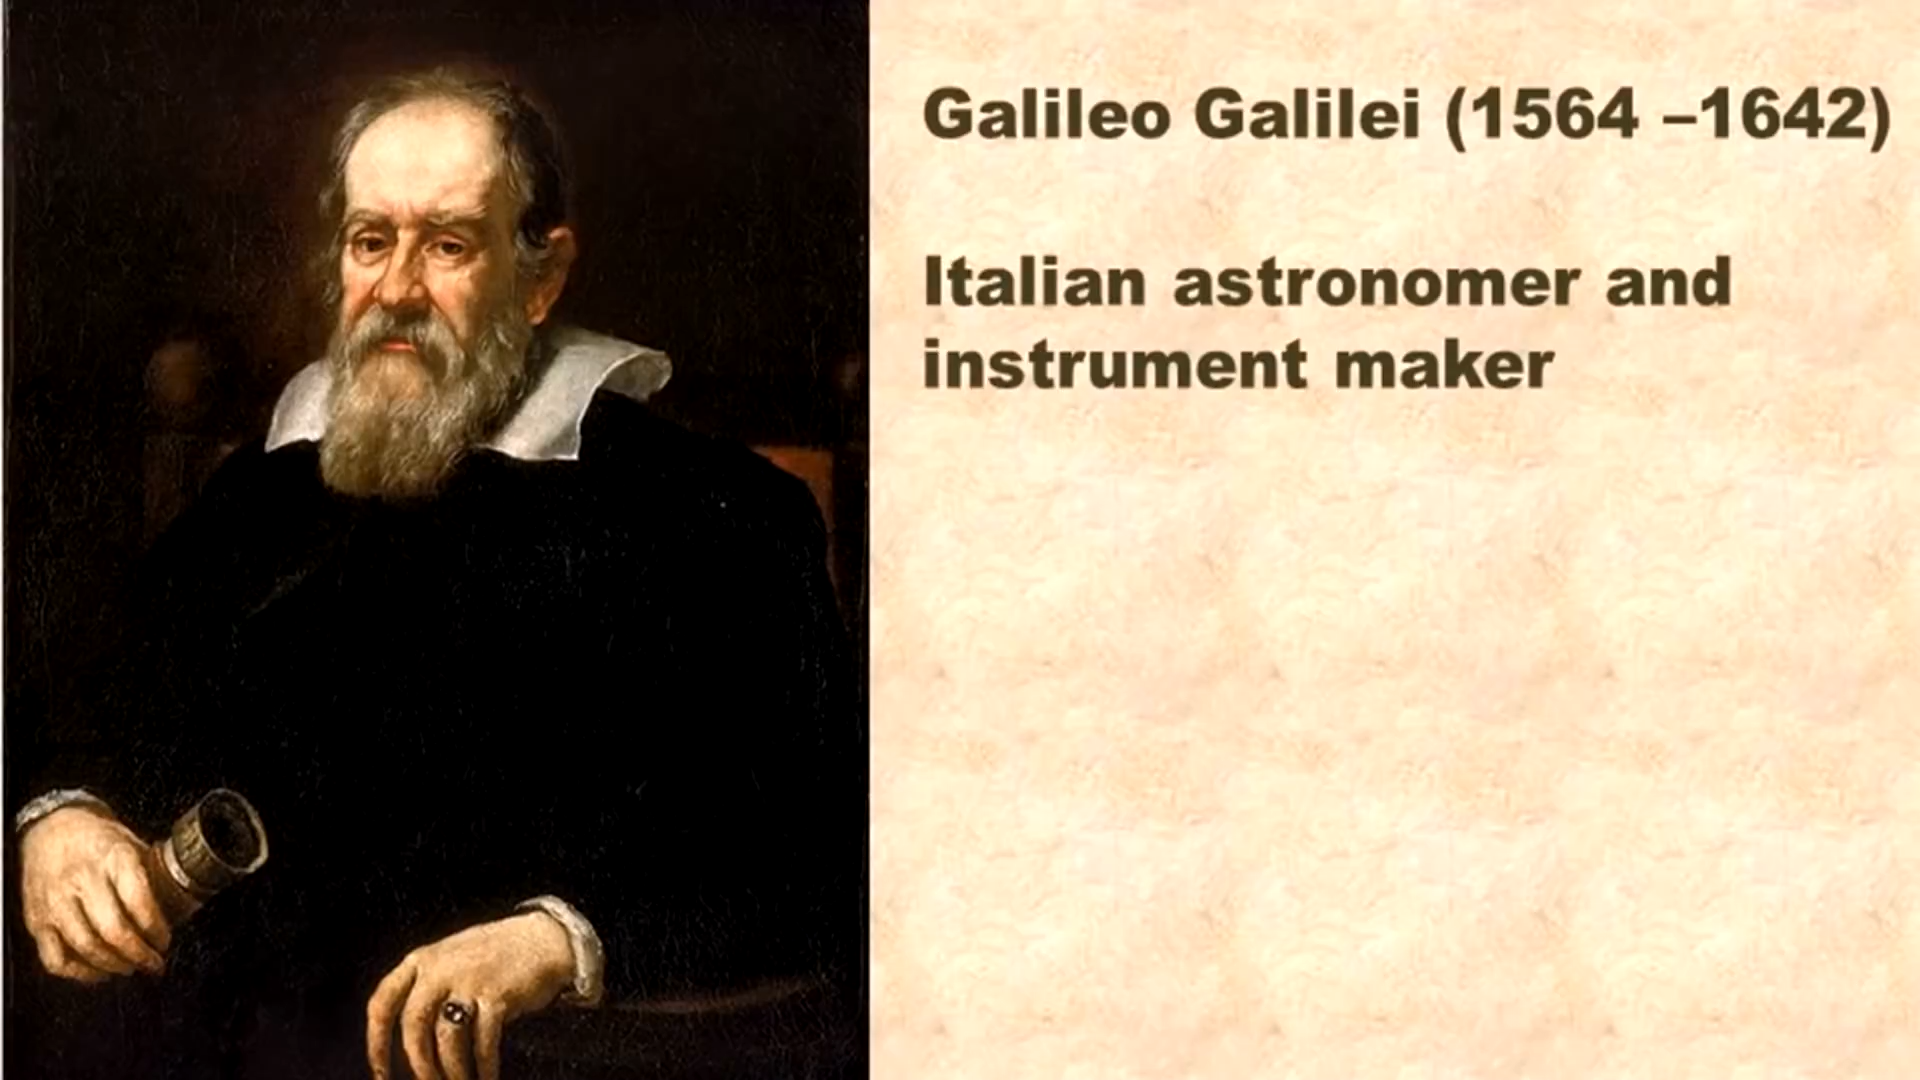 Galileo Galilei (1564 –1642)
Italian astronomer and
instrument maker